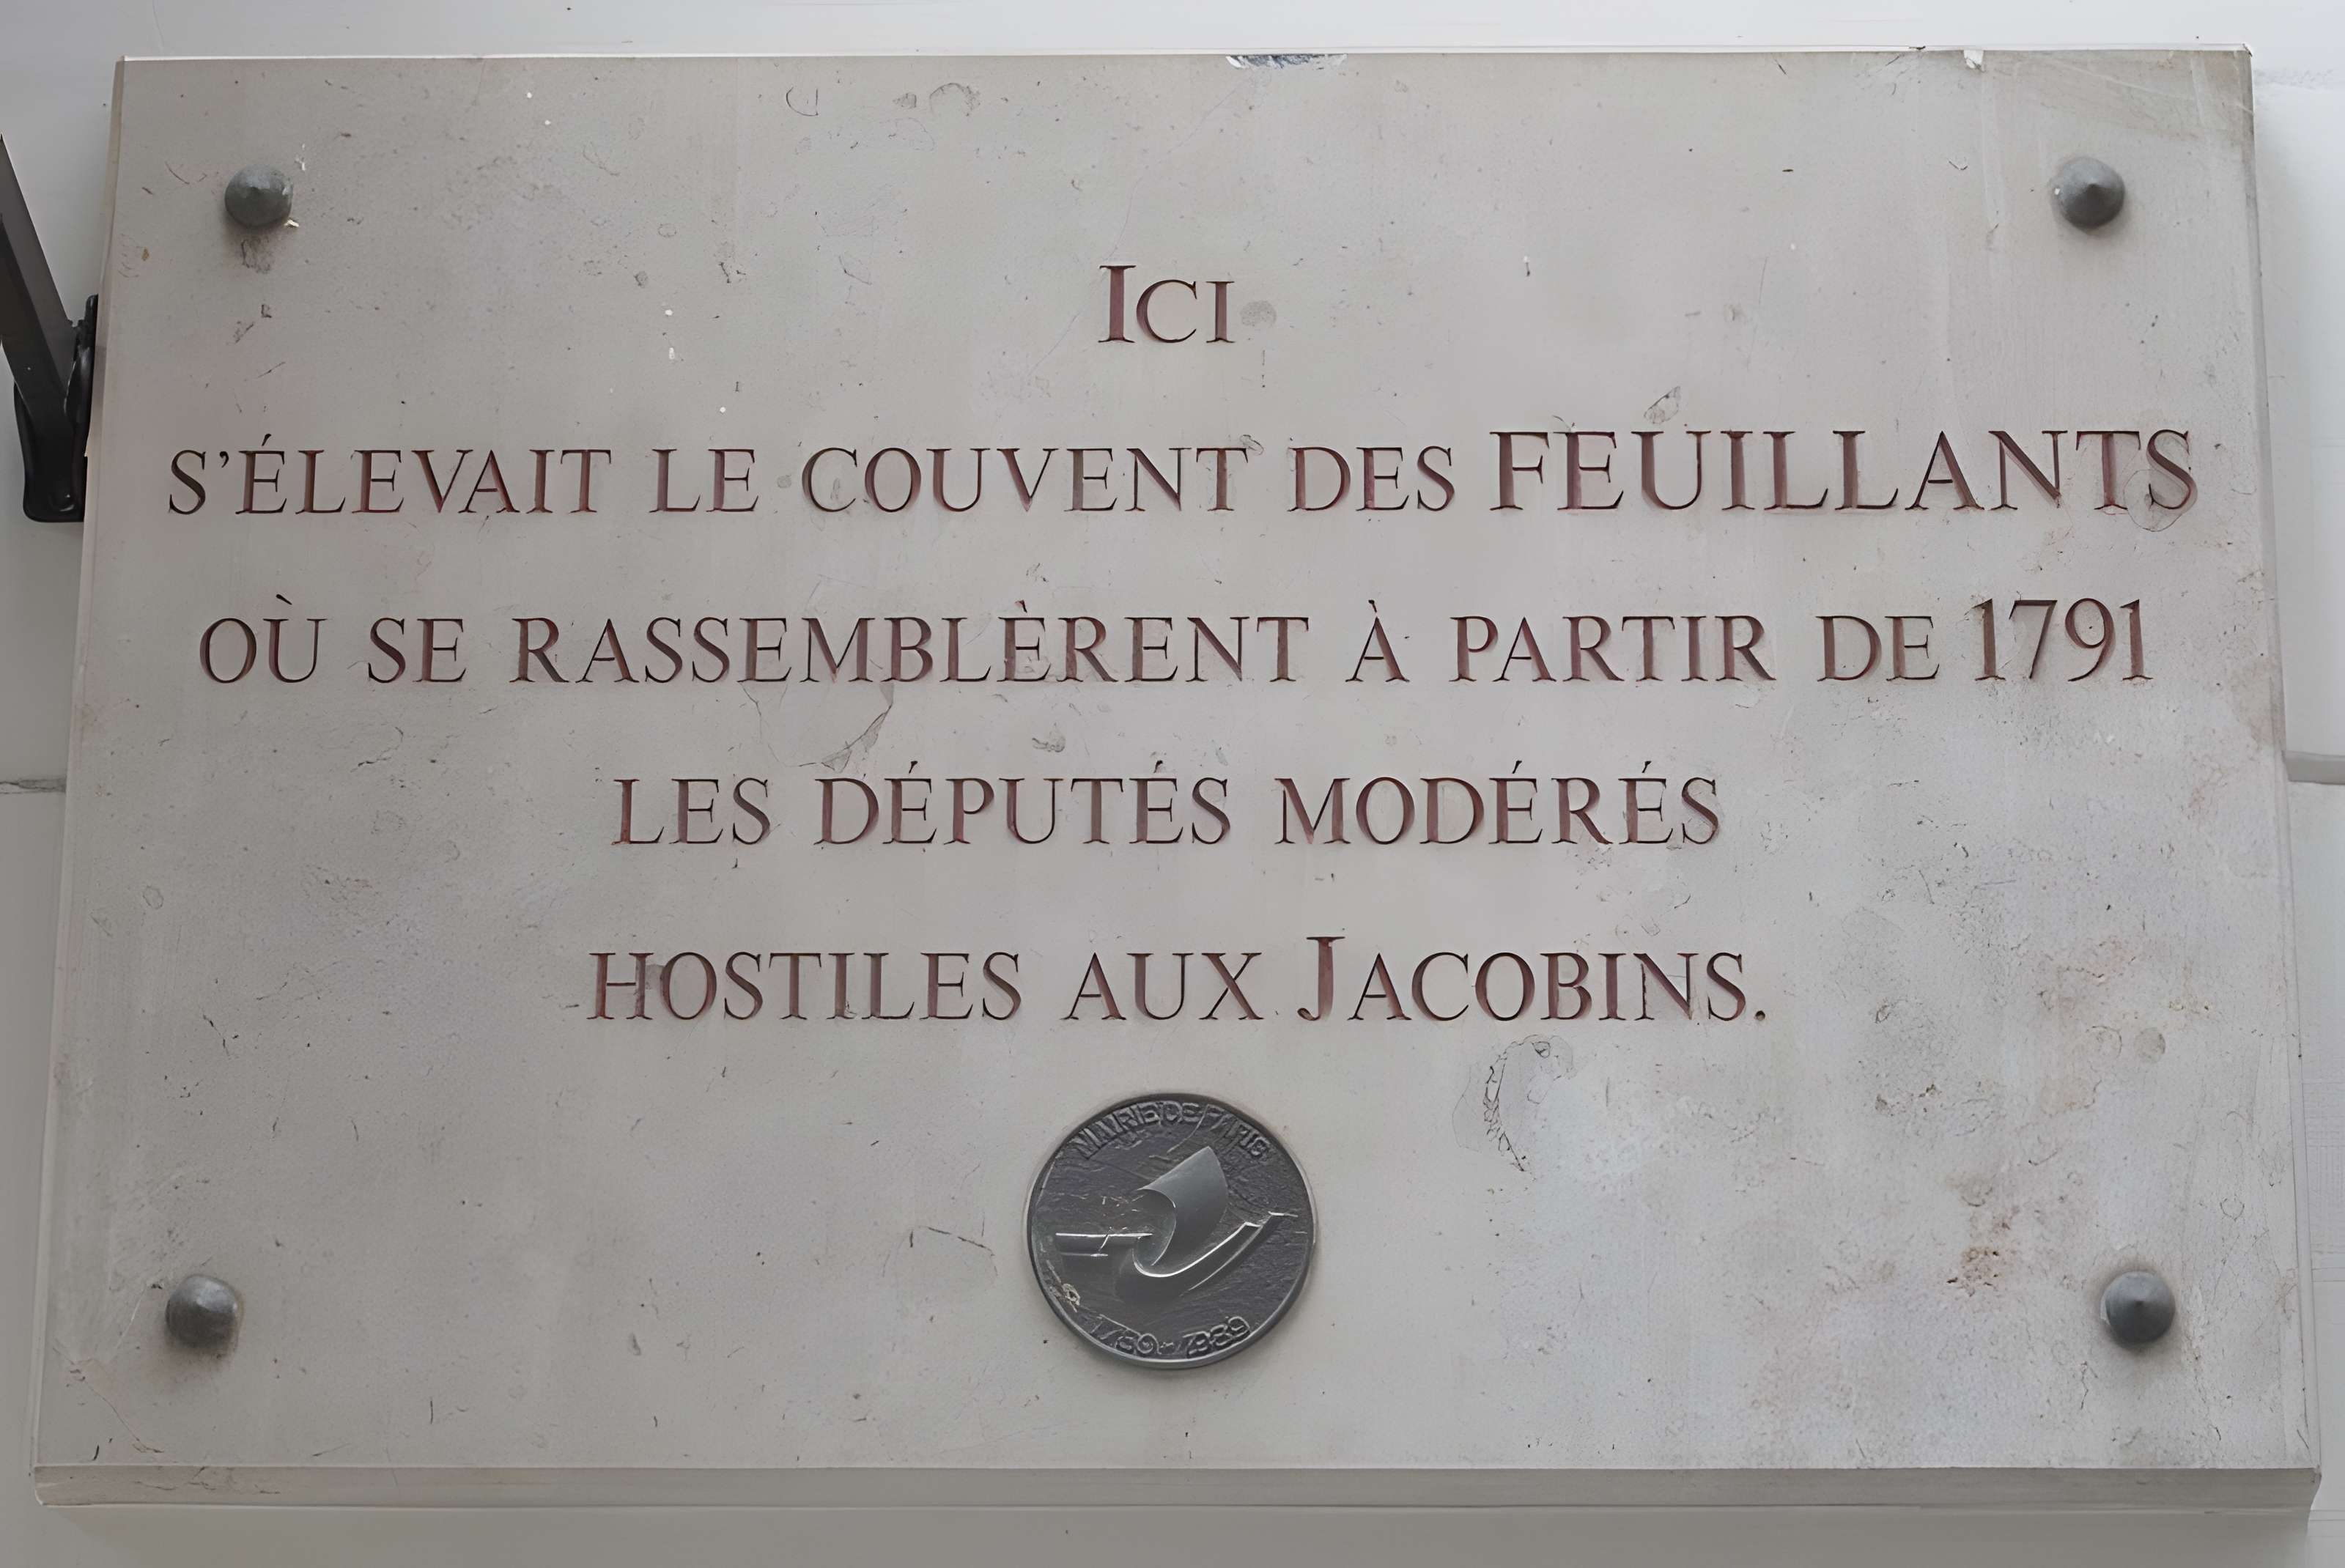 ICI
S'ÉLEVAIT LE COUVENT DES FEUILLANTS
OÙ SE RASSEMBLÈRENT À PARTIR DE 1791
LES DÉPUTÉS MODÉRÉS
HOSTILES AUX JACOBINS.
MAIRIE DE
1789-1989